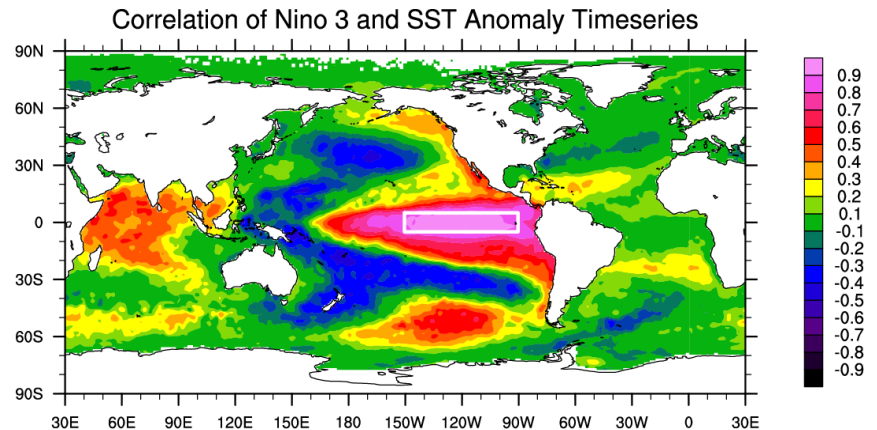 Correlation of Nino 3 and SST Anomaly Timeseries
90N
60N
30N
0
30S
60S
90S
30E 60E 90E 120E 150E 180 150W 120W 90W 60W 30W 0 30E
0.9
0.8
0.7
0.6
0.5
0.4
0.3
0.2
0.1
-0.1
-0.2
-0.3
-0.4
-0.5
-0.6
-0.7
-0.8
-0.9